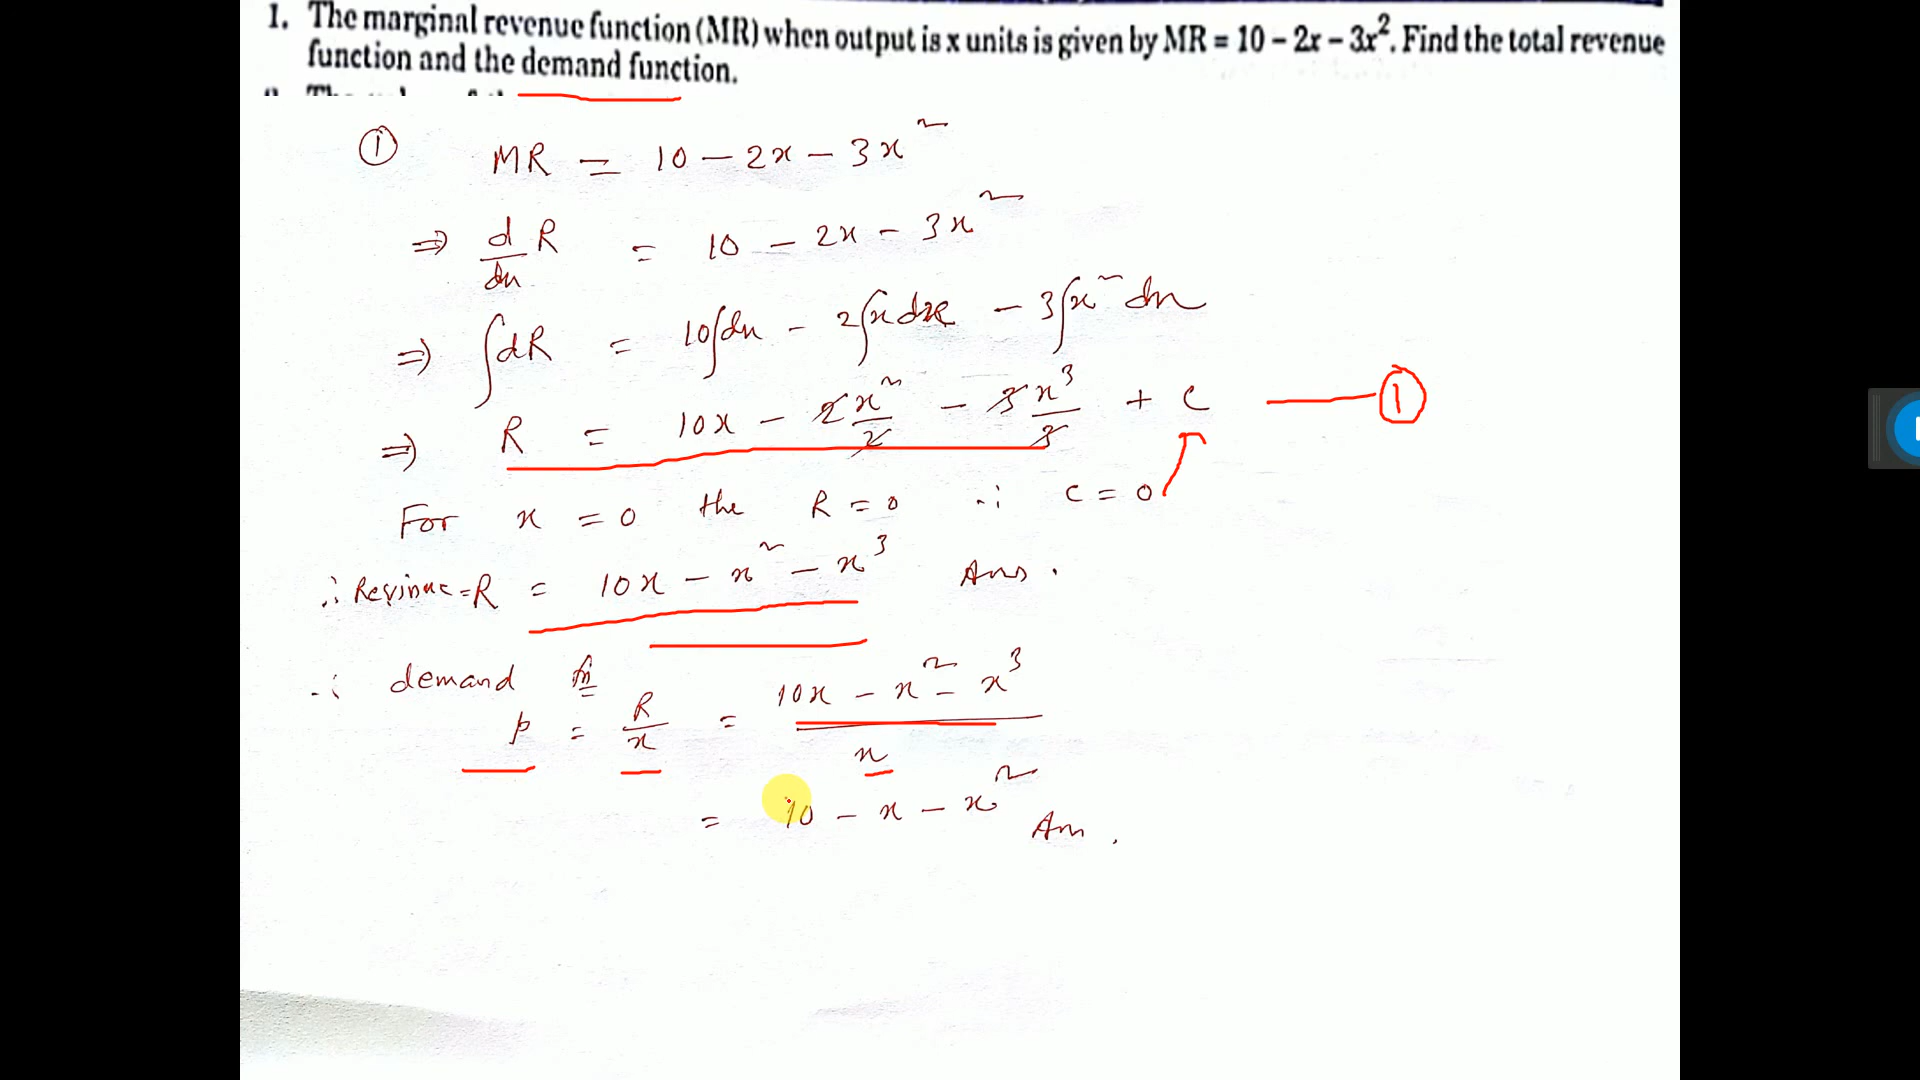 1. The marginal revenue function (MR) when output is x units is given by MR = 10 – 2x – 3x². Find the total revenue
function and the demand function.
① MR = 10 – 2x – 3x²
⇒ d/dx R = 10 – 2x – 3x²
⇒ ∫dR = 10∫dx – 2∫x dx – 3∫x² dx
⇒ R = 10x – 2x²/2 – 3x³/3 + c —— ①
For x = 0 the R = 0 ∴ c = 0
∴ Revinue = R = 10x – x² – x³ Ans.
∴ demand fn
p = R/x = 10x – x² – x³ / x
= 10 – x – x² Ans.